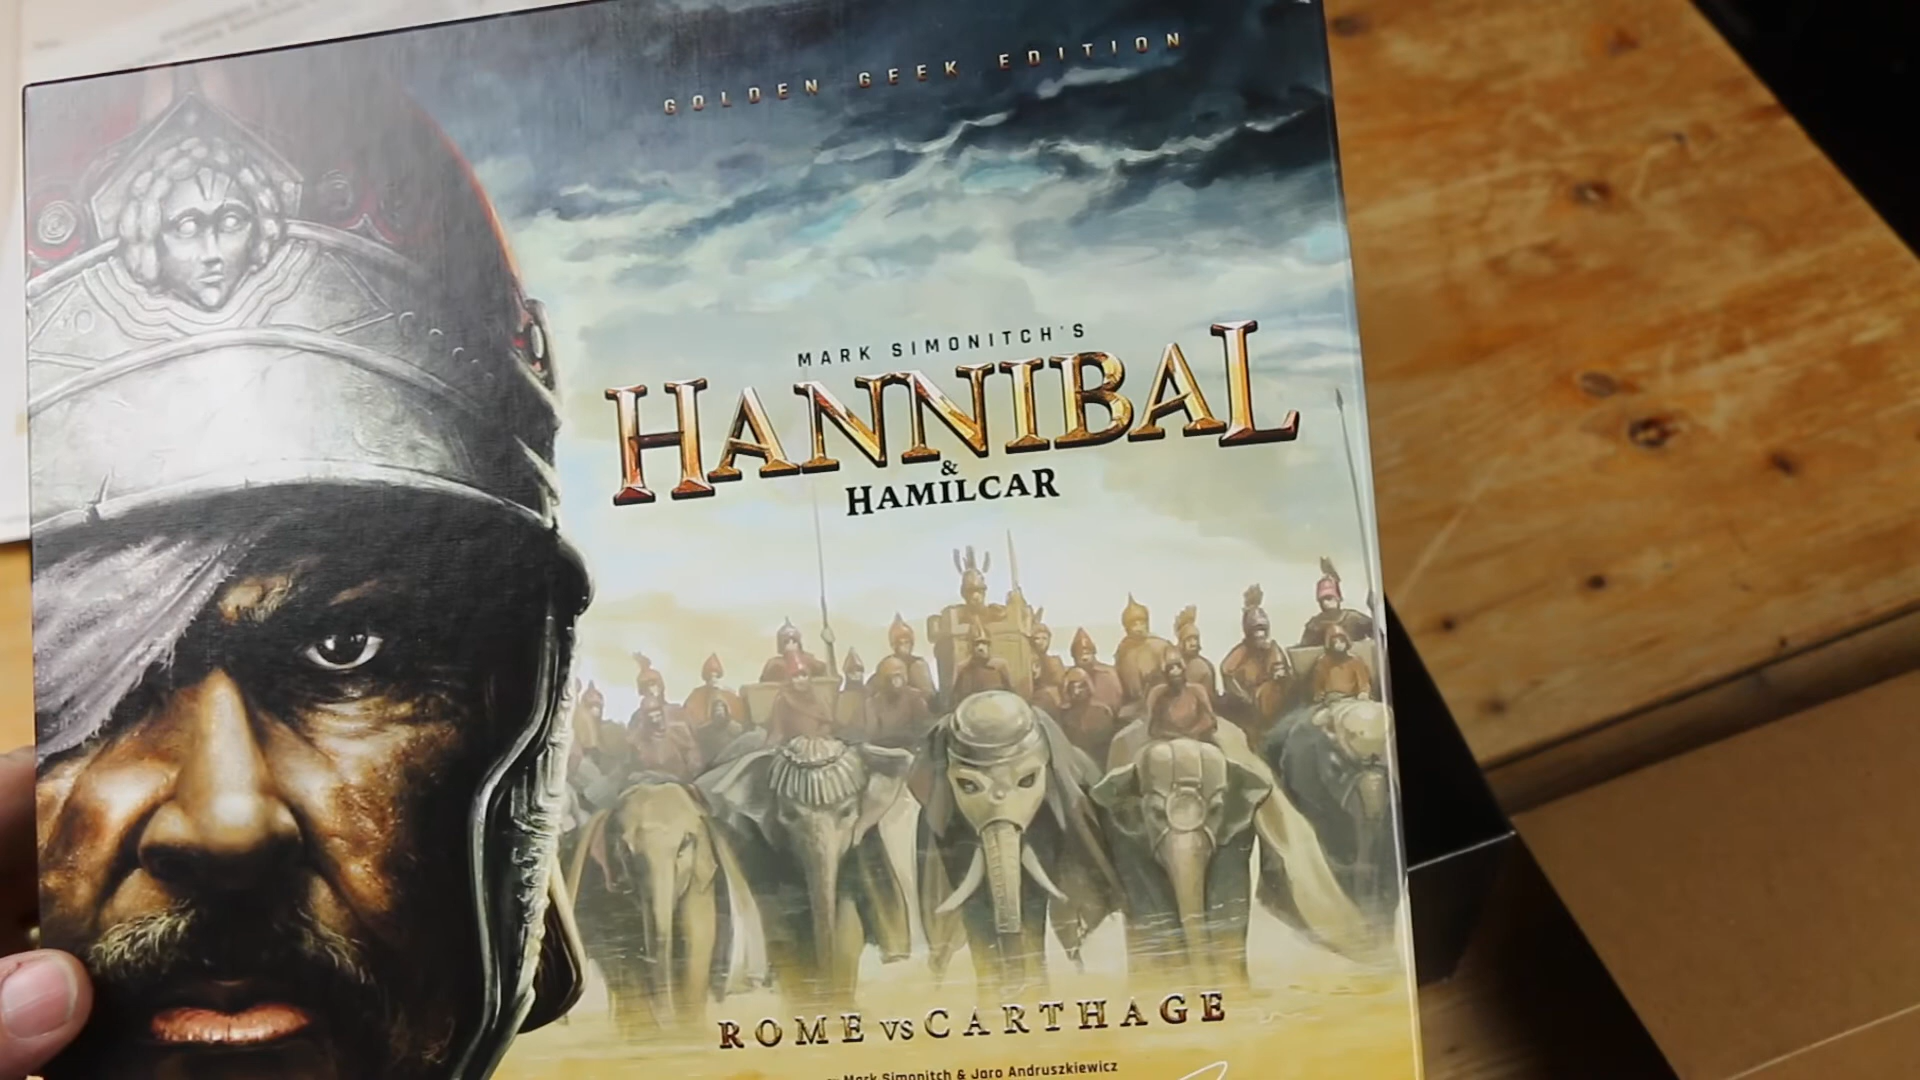 GOLDEN GEEK EDITION
MARK SIMONITCH'S
HANNIBAL
&
HAMILCAR
ROME VS CARTHAGE
Mark Simonitch & Jaro Andruszkiewicz